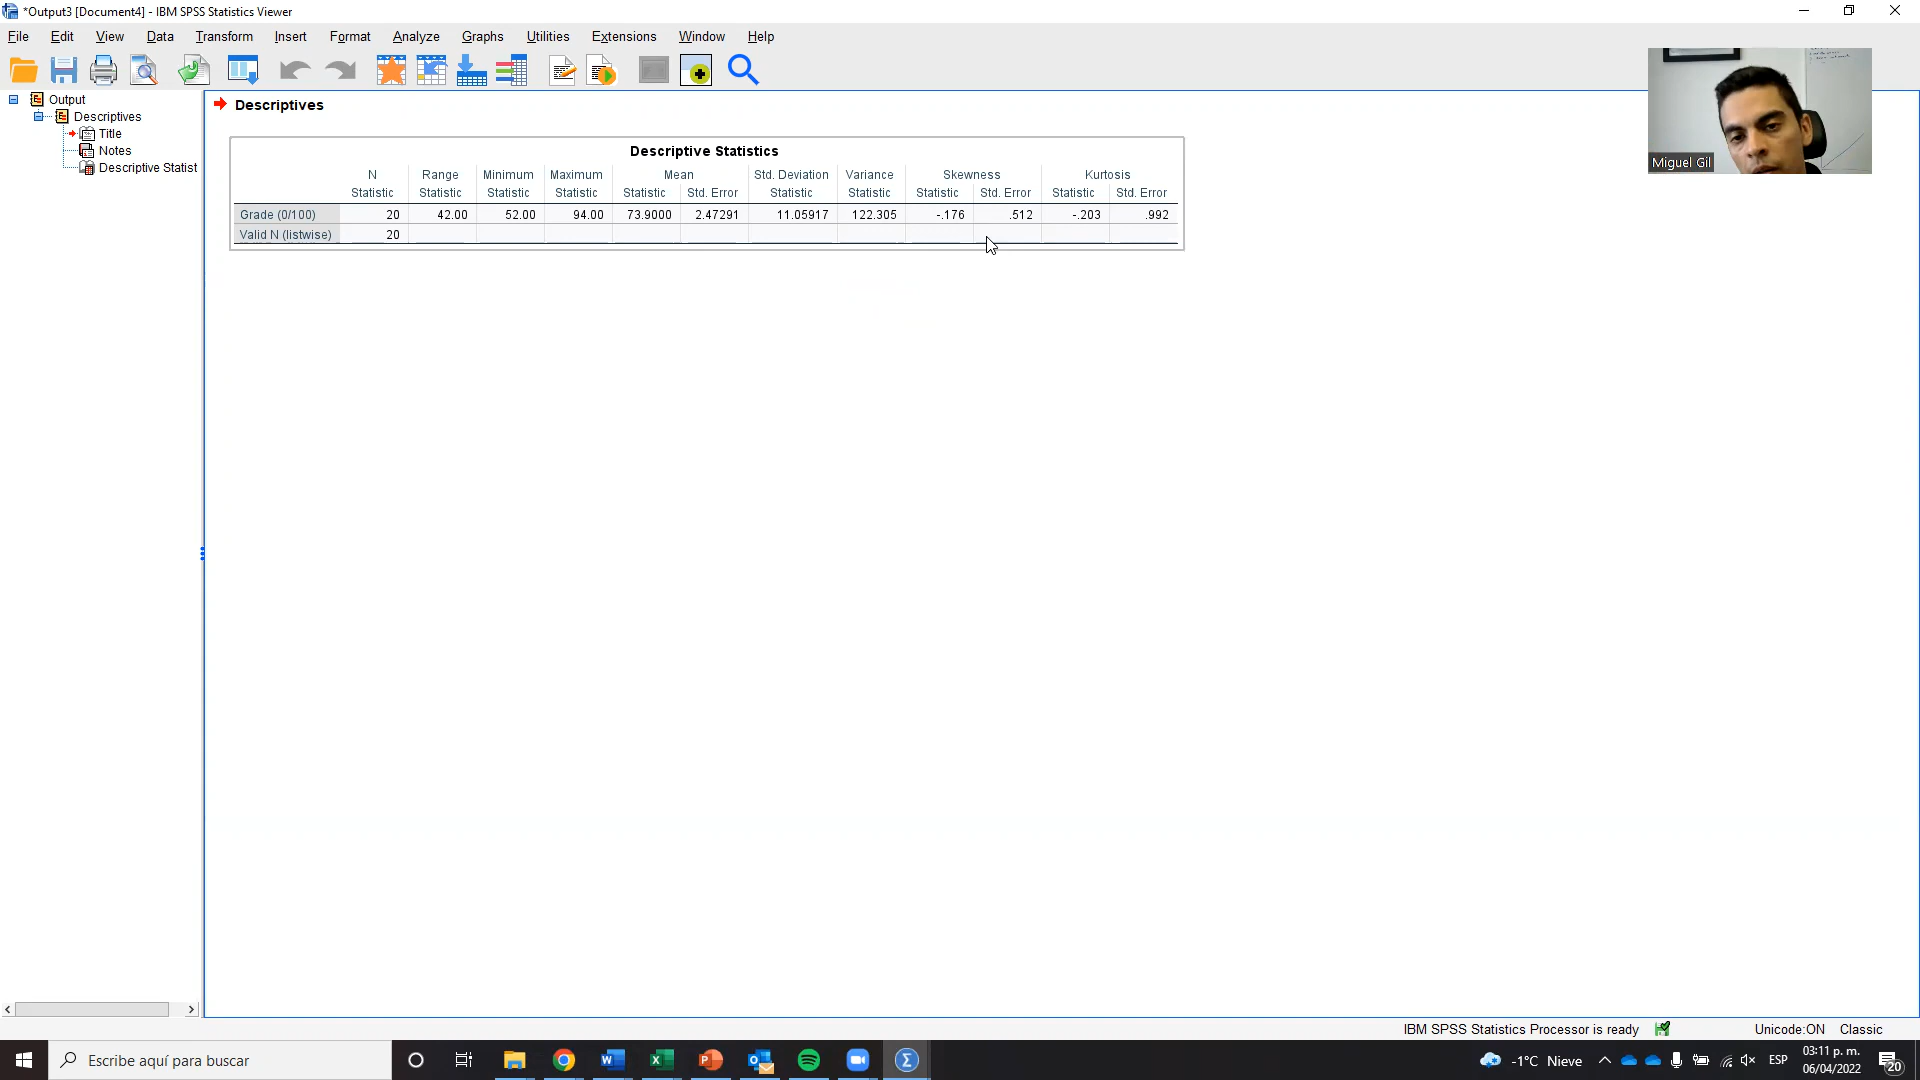 *Output3 [Document4] - IBM SPSS Statistics Viewer
File Edit View Data Transform Insert Format Analyze Graphs Utilities Extensions Window Help
Output
Descriptives
Title
Notes
Descriptive Statist
Descriptives
Descriptive Statistics
N Range Minimum Maximum Mean Std. Deviation Variance Skewness Kurtosis
Statistic Statistic Statistic Statistic Statistic Std. Error Statistic Statistic Statistic Std. Error Statistic Std. Error
Grade (0/100) 20 42.00 52.00 94.00 73.9000 2.47291 11.05917 122.305 -.176 .512 -.203 .992
Valid N (listwise) 20
Miguel Gil
IBM SPSS Statistics Processor is ready Unicode:ON Classic
Escribe aquí para buscar
-1°C Nieve
ESP
03:11 p. m.
06/04/2022
20